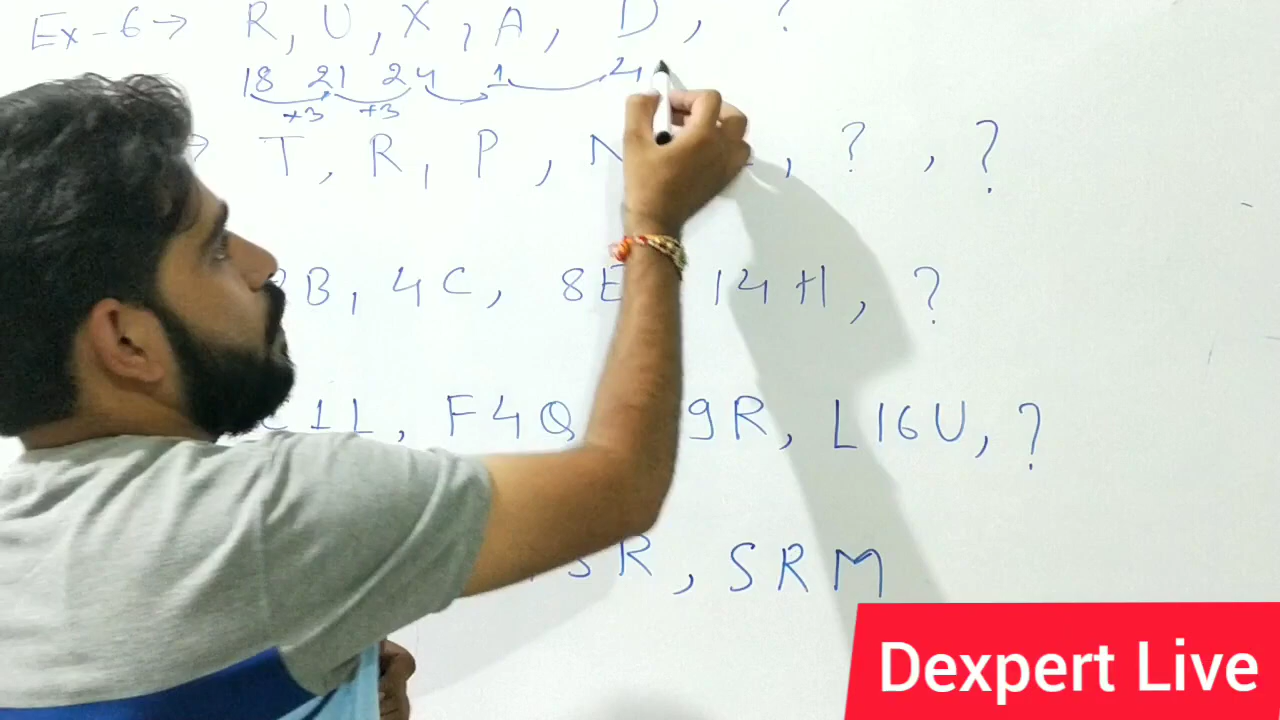 Ex-6→ R, U, X, A, D, ?
18 21 24 1 4
+3 +3
T, R, P, N , ? , ?
B, 4C, 8E 14H, ?
C1L, F4Q 9R, L16U, ?
SR, SRM
Dexpert Live